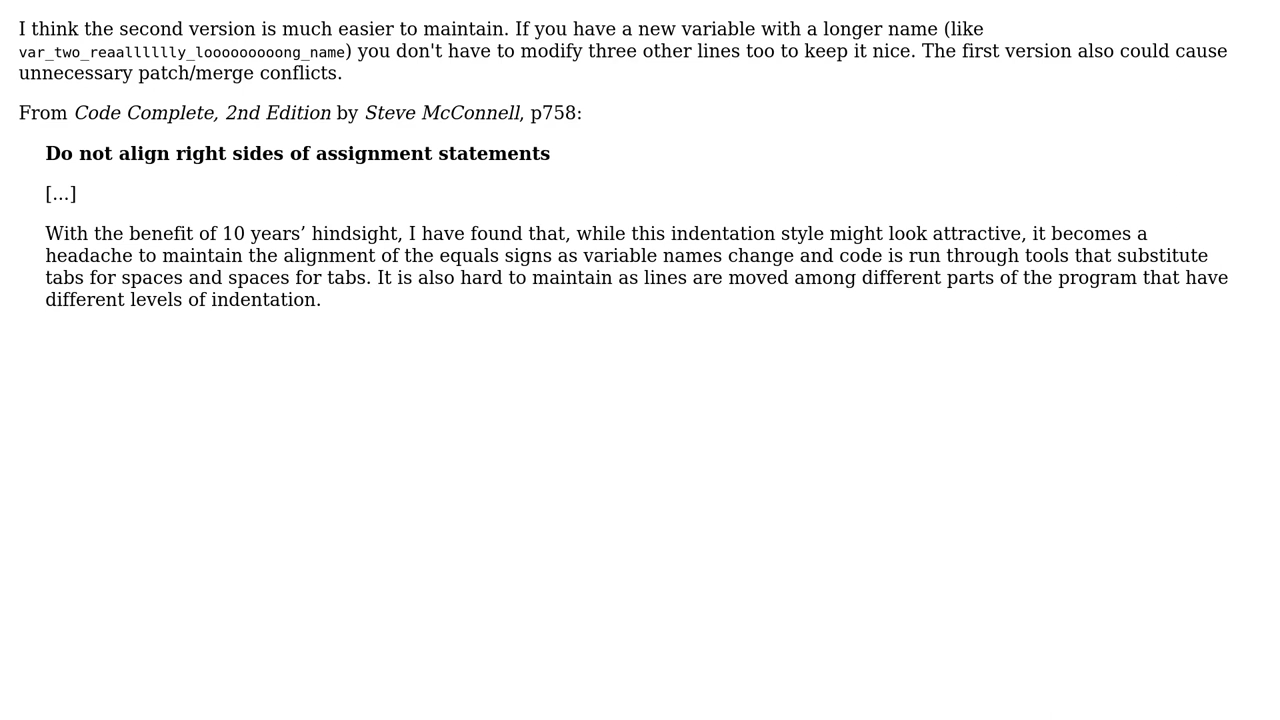 I think the second version is much easier to maintain. If you have a new variable with a longer name (like
var_two_reaalllllly_looooooooong_name) you don't have to modify three other lines too to keep it nice. The first version also could cause
unnecessary patch/merge conflicts.
From Code Complete, 2nd Edition by Steve McConnell, p758:
Do not align right sides of assignment statements
[...]
With the benefit of 10 years’ hindsight, I have found that, while this indentation style might look attractive, it becomes a
headache to maintain the alignment of the equals signs as variable names change and code is run through tools that substitute
tabs for spaces and spaces for tabs. It is also hard to maintain as lines are moved among different parts of the program that have
different levels of indentation.